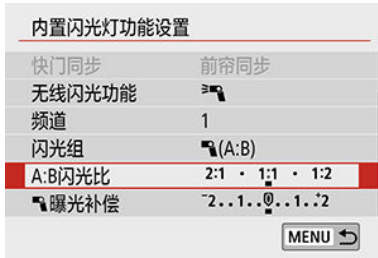 内置闪光灯功能设置
快门同步 前帘同步
无线闪光功能
频道 1
闪光组 (A:B)
A:B闪光比 2:1 · 1:1 · 1:2
曝光补偿 ⁻2..1..0..1..⁺2
MENU